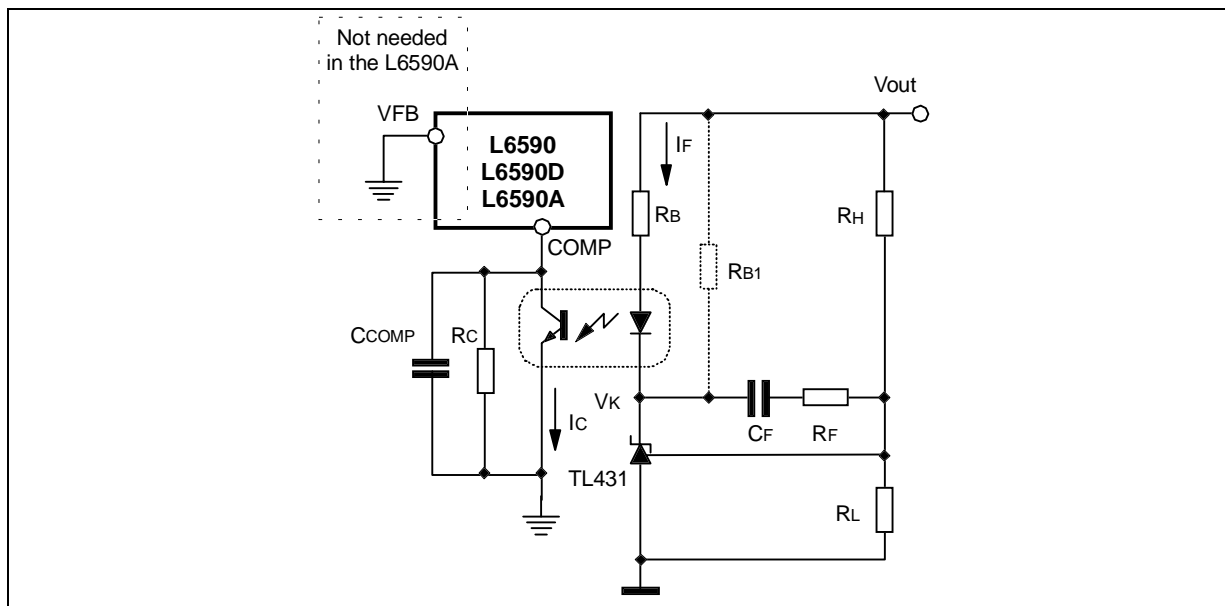 Not needed
in the L6590A
Vout
VFB
L6590
L6590D
L6590A
IF
RB
RH
COMP
RB1
CCOMP
RC
VK
IC
CF
RF
TL431
RL